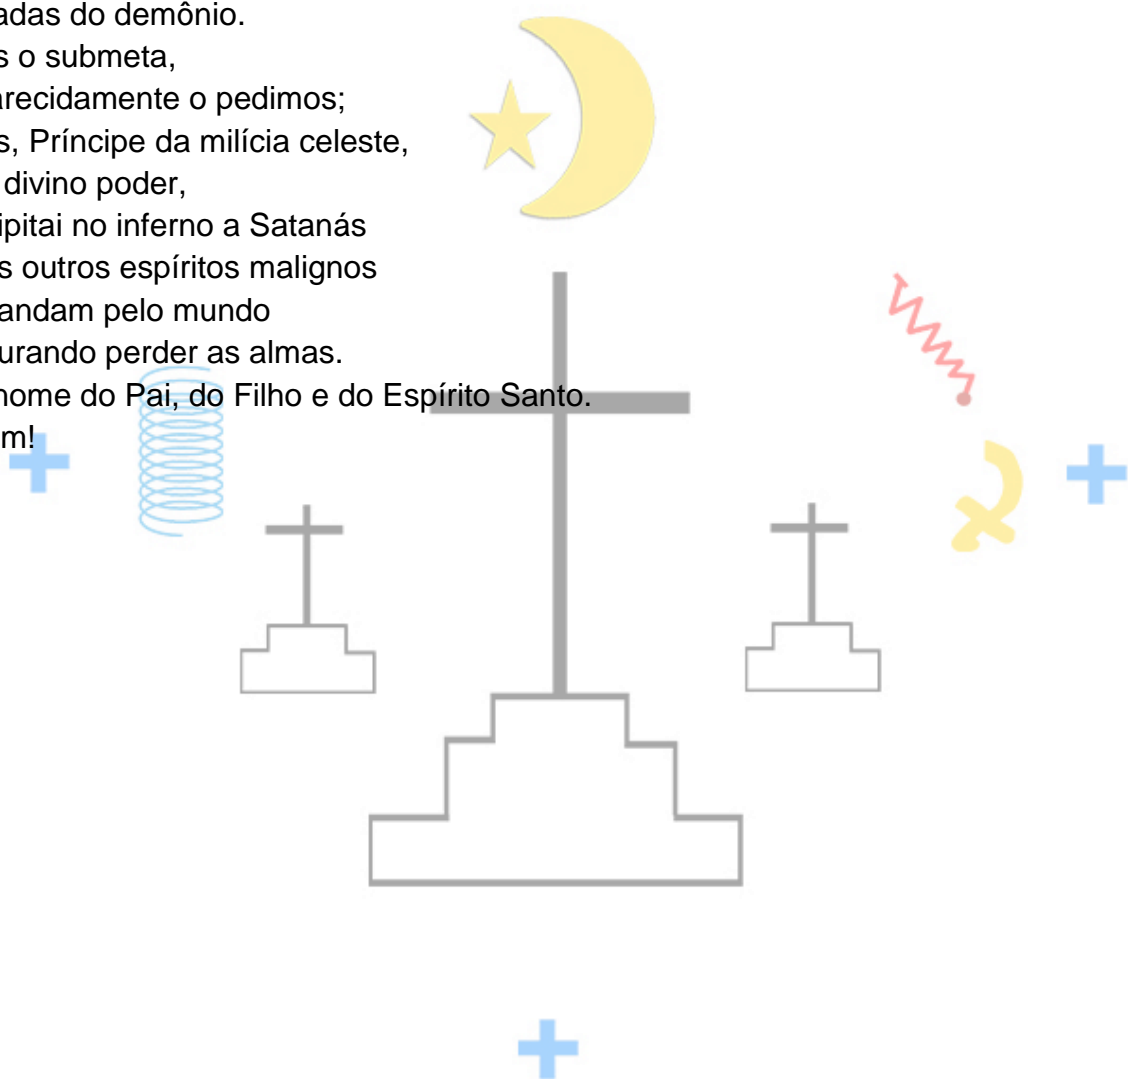 adas do demônio.
s o submeta,
arecidamente o pedimos;
s, Príncipe da milícia celeste,
divino poder,
ipitai no inferno a Satanás
s outros espíritos malignos
andam pelo mundo
urando perder as almas.
nome do Pai, do Filho e do Espírito Santo.
m!